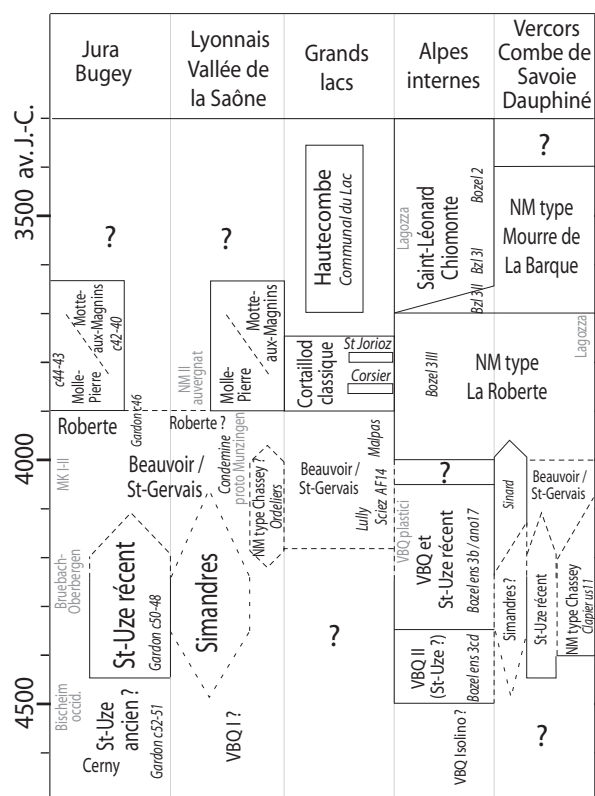 Jura
Bugey
Lyonnais
Vallée de
la Saône
Grands
lacs
Alpes
internes
Vercors
Combe de
Savoie
Dauphiné
av. J.-C.
3500
4000
4500
?
Motte-
aux-Magnins
c42-40
Molle-
Pierre
c44-43
Roberte
Gardon c46
MK I-II
Beauvoir /
St-Gervais
Bruebach-
Oberbergen
St-Uze récent
Gardon c50-48
Bischeim
occid.
St-Uze
ancien ?
Gardon c52-51
Cerny
?
Motte-
aux-Magnins
Molle-
Pierre
NM II
auvergnat
Roberte ?
Condemine
proto Munzingen
NM type Chassey ?
Ordeliers
Simandres
VBQ I ?
Hautecombe
Communal du Lac
Cortaillod
classique
St Jorioz
Corsier
Malpas
Beauvoir /
St-Gervais
Lully
Sciez AF14
?
Lagozza
Saint-Léonard
Chiomonte
Bozel 2
Bzl 3I
Bzl 3II
Bozel 3III
NM type
La Roberte
Lagozza
?
VBQ plastici
VBQ et
St-Uze récent
Bozel ens 3b / ano17
VBQ II
(St-Uze ?)
Bozel ens 3cd
VBQ Isolino ?
?
NM type
Mourre de
La Barque
Sinard
Beauvoir /
St-Gervais
Simandres ?
St-Uze récent
NM type Chassey
Clapier us11
?